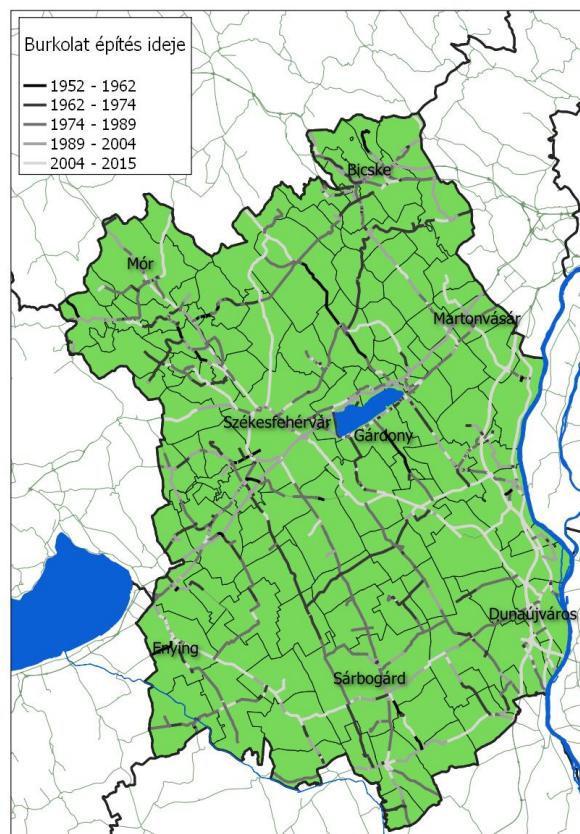 Burkolat építés ideje
1952 - 1962
1962 - 1974
1974 - 1989
1989 - 2004
2004 - 2015
Bicske
Mór
Martonvásár
Székesfehérvár
Gárdony
Dunaújváros
Enying
Sárbogárd